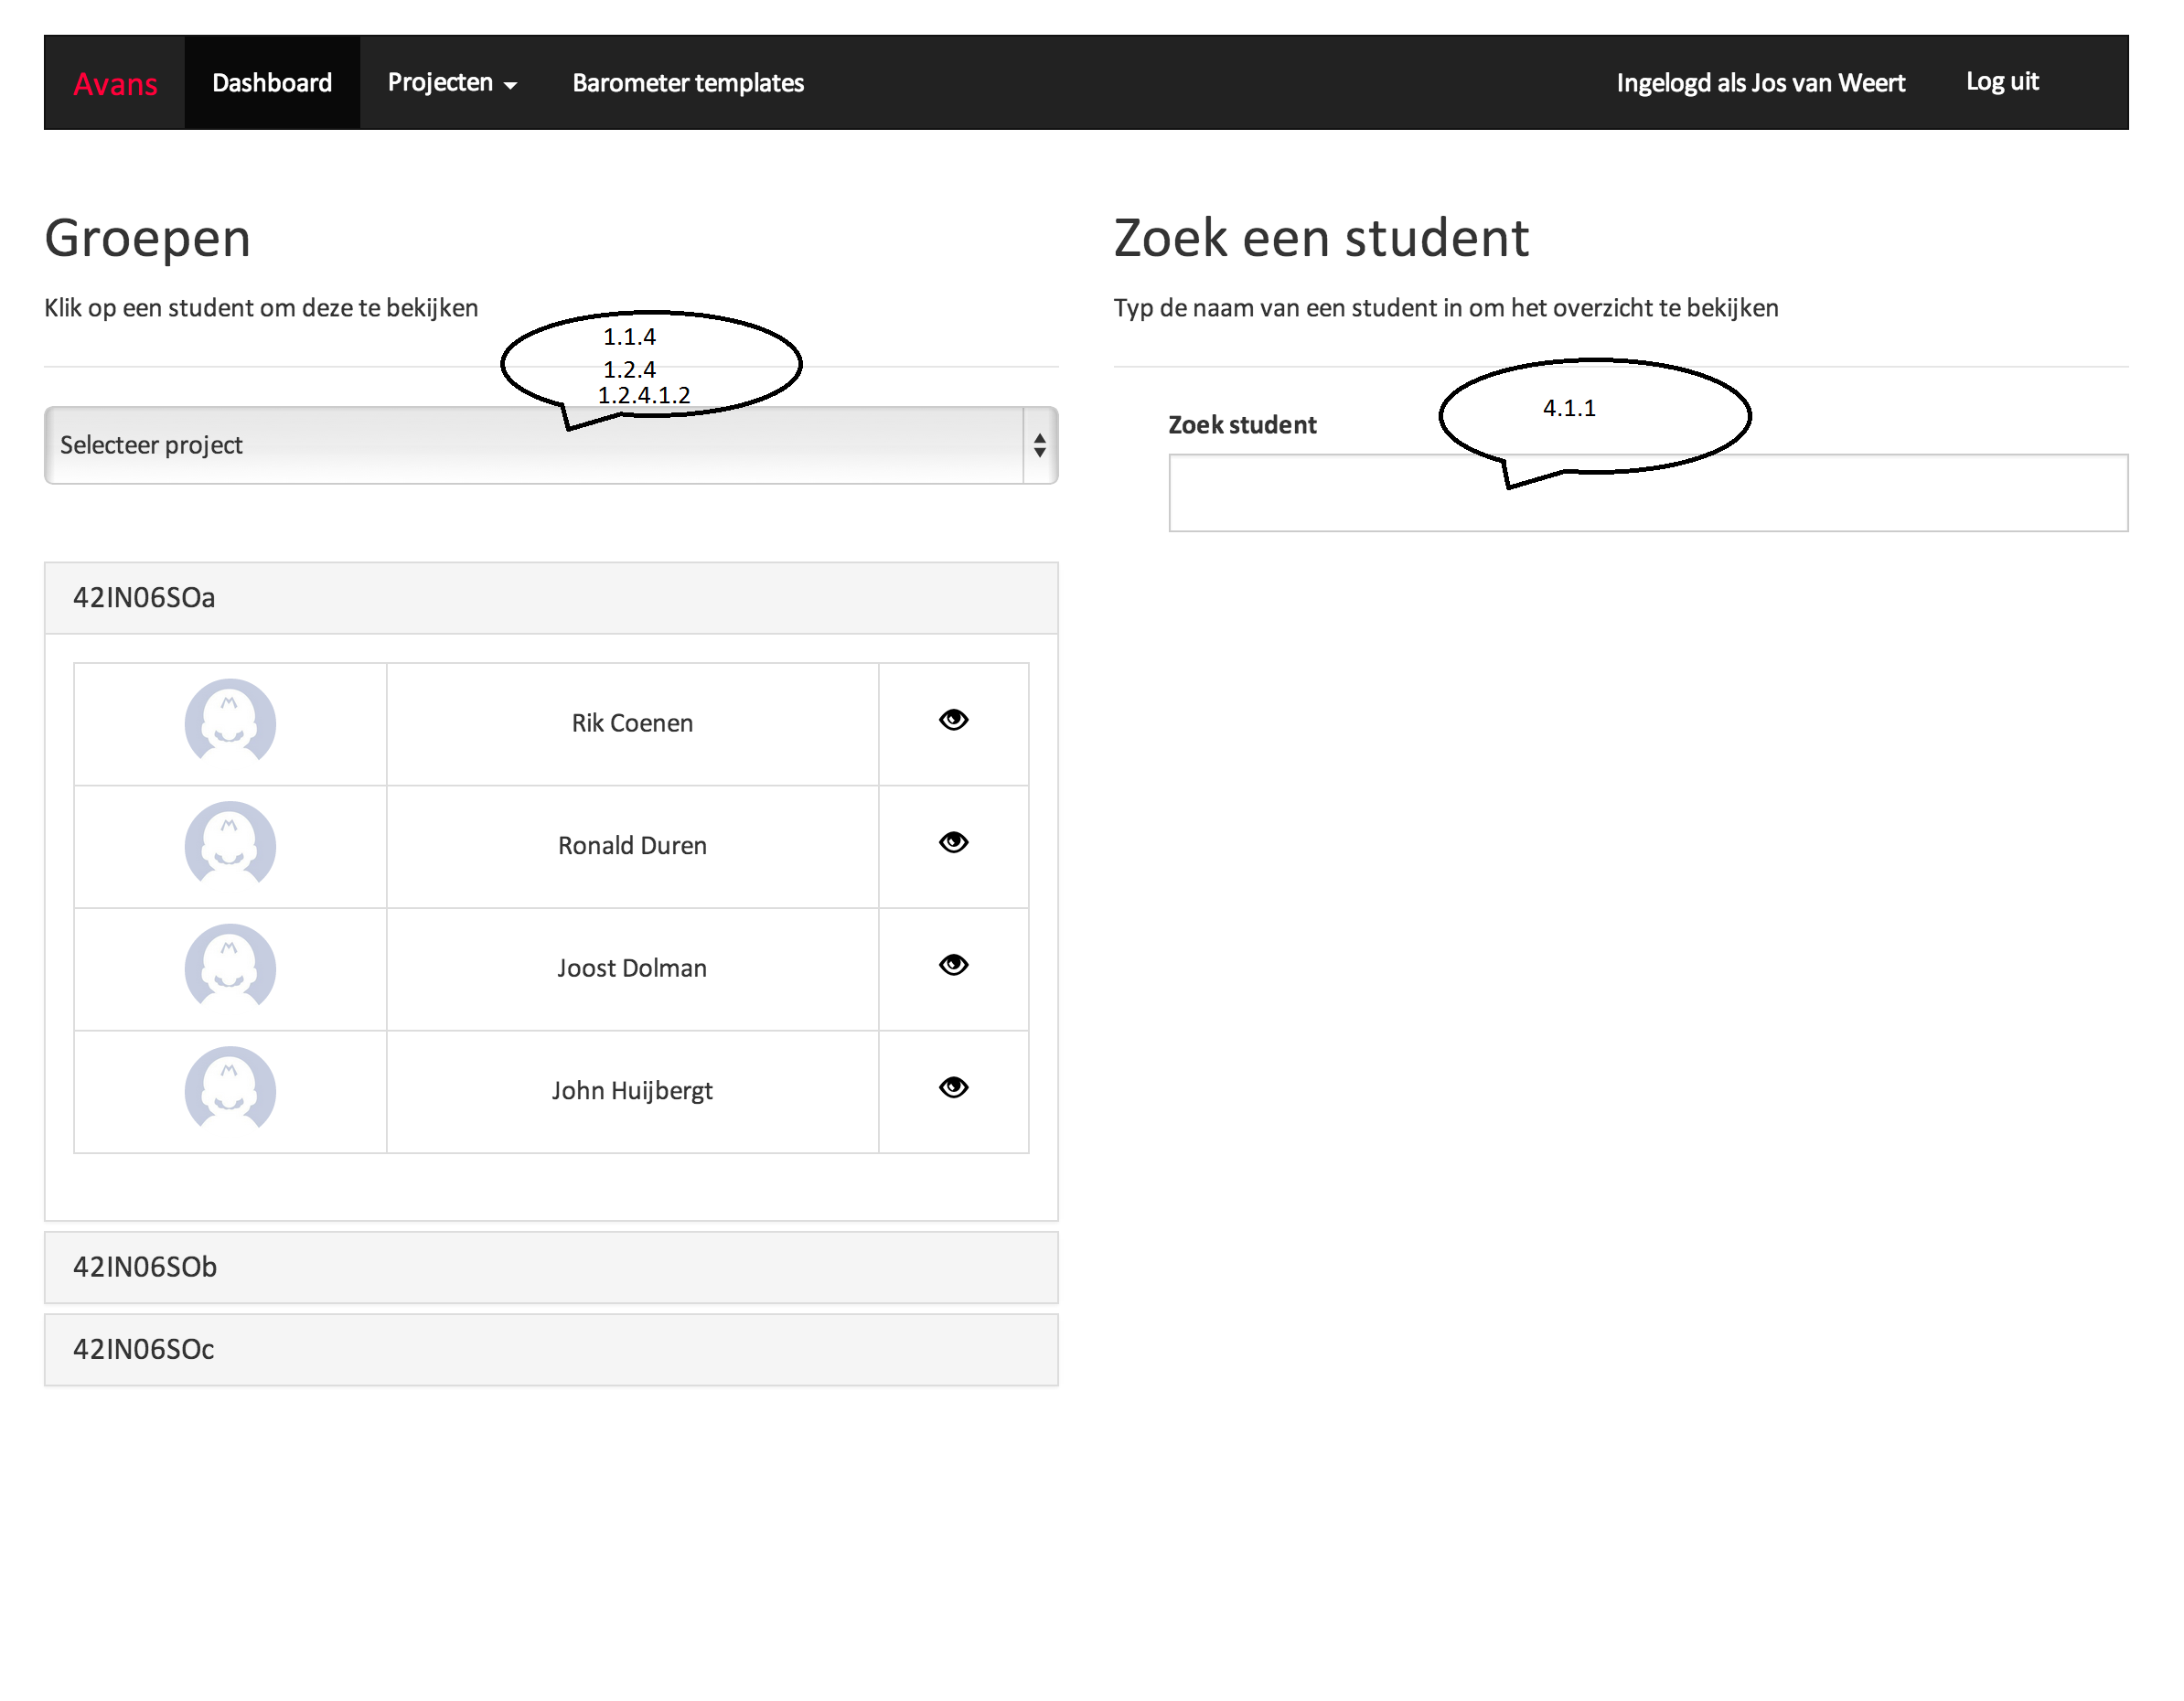 Avans Dashboard Projecten Barometer templates Ingelogd als Jos van Weert Log uit
Groepen
Klik op een student om deze te bekijken
1.1.4
1.2.4
1.2.4.1.2
Selecteer project
42IN06SOa
Rik Coenen
Ronald Duren
Joost Dolman
John Huijbergt
42IN06SOb
42IN06SOc
Zoek een student
Typ de naam van een student in om het overzicht te bekijken
4.1.1
Zoek student